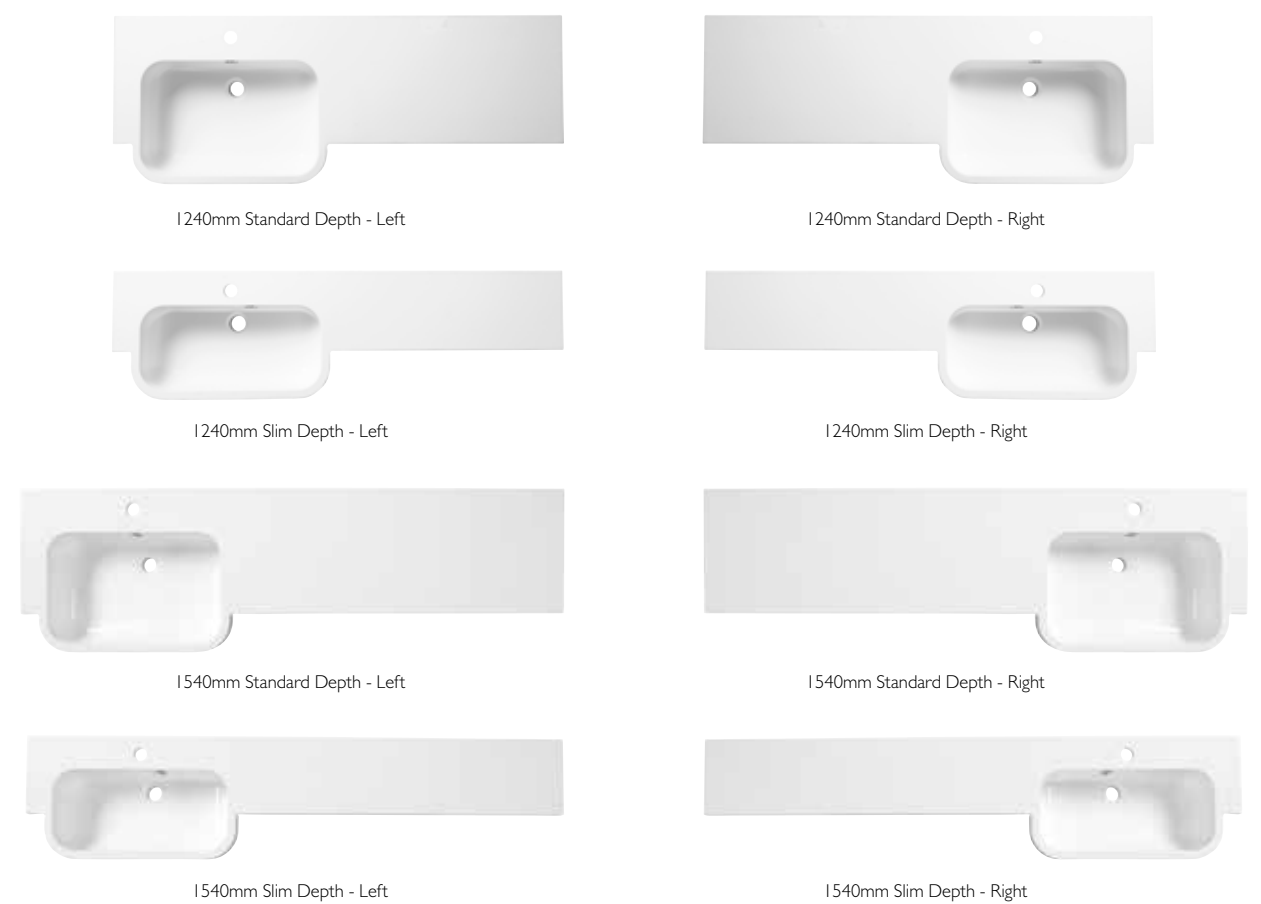 1240mm Standard Depth - Left
1240mm Standard Depth - Right
1240mm Slim Depth - Left
1240mm Slim Depth - Right
1540mm Standard Depth - Left
1540mm Standard Depth - Right
1540mm Slim Depth - Left
1540mm Slim Depth - Right